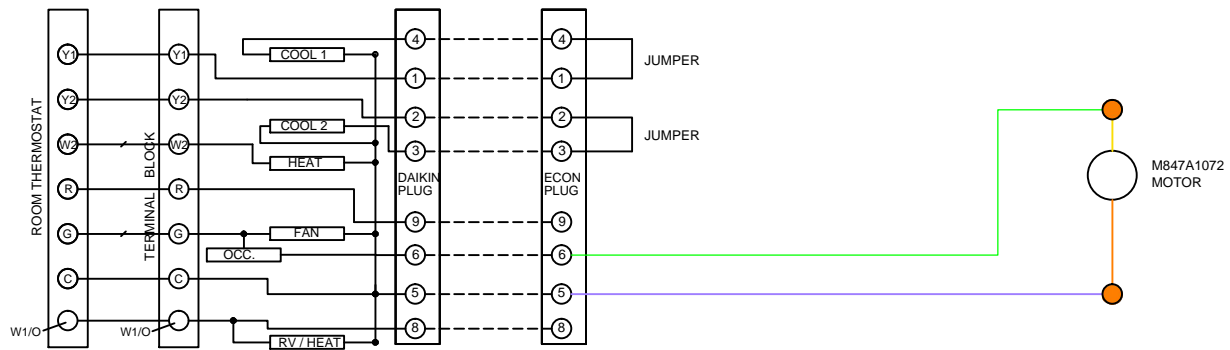 ROOM THERMOSTAT
Y1
Y2
W2
R
G
C
W1/O
TERMINAL BLOCK
Y1
Y2
W2
R
G
C
W1/O
COOL 1
COOL 2
HEAT
FAN
OCC.
RV / HEAT
4
1
2
3
DAIKIN
PLUG
9
6
5
8
4
1
2
3
ECON
PLUG
9
6
5
8
JUMPER
JUMPER
M847A1072
MOTOR